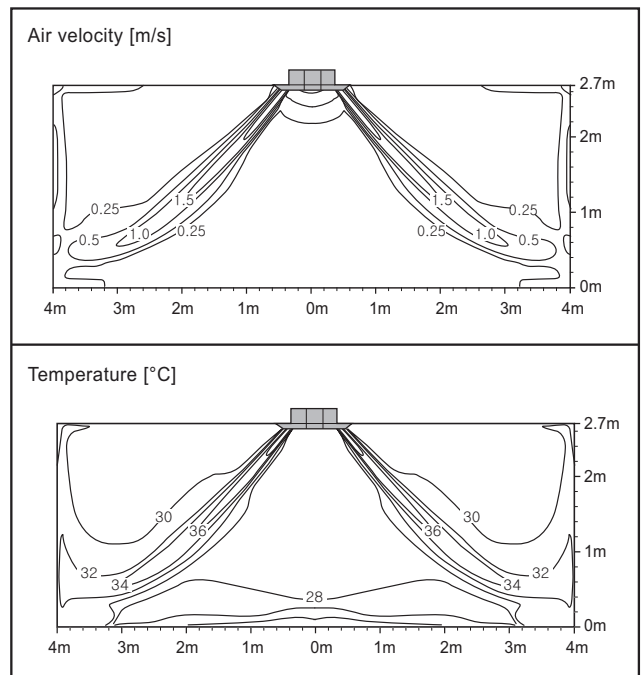 Air velocity [m/s]
2.7m
2m
1.5 1.5
0.25 0.25
1m
0.5 1.0 0.25 0.25 1.0 0.5
0m
4m 3m 2m 1m 0m 1m 2m 3m 4m
Temperature [°C]
2.7m
2m
30 36 36 30
1m
32 34 34 32
28
0m
4m 3m 2m 1m 0m 1m 2m 3m 4m